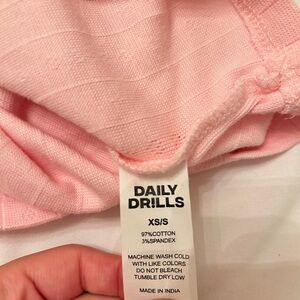 DAILY
DRILLS
XS/S
97%COTTON
3%SPANDEX
MACHINE WASH COLD
WITH LIKE COLORS
DO NOT BLEACH
TUMBLE DRY LOW
MADE IN INDIA